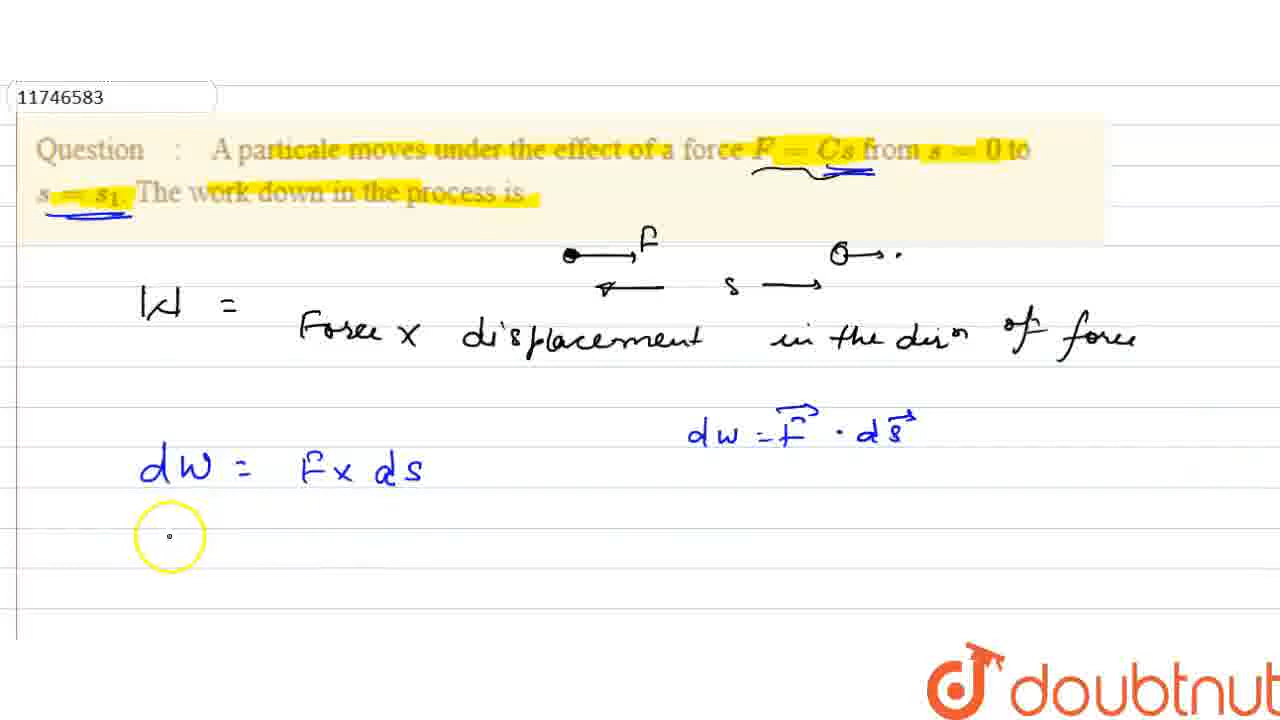 11746583
Question : A particale moves under the effect of a force F = Cs from s = 0 to
s = s₁. The work down in the process is
F
s
W =
Force × displacement in the dirⁿ of force
dw = F⃗ · ds⃗
dW = F× ds
doubtnut